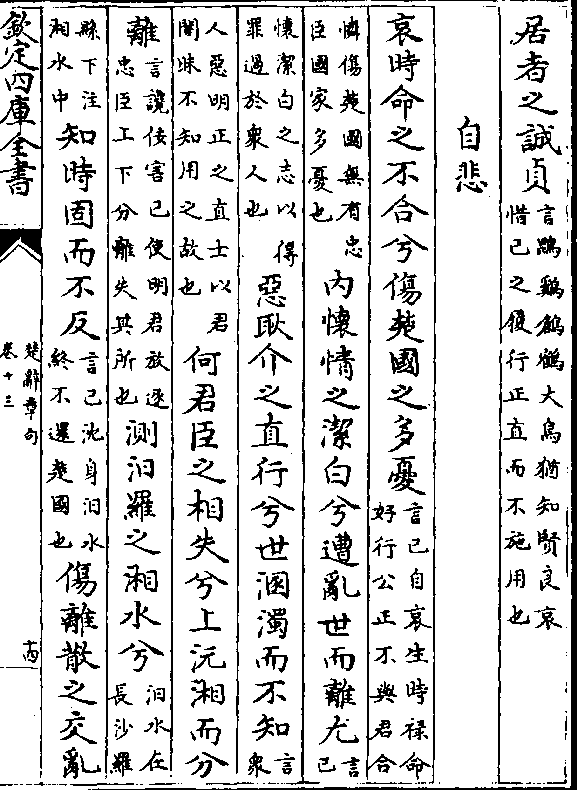 居者之誠貞
言鵾鷄鶬鶴大鳥猶知賢良哀
惜己之履行正直而不施用也
自悲
哀時命之不合兮傷楚國之多憂
言己自哀生時禄命
好行公正不與君合
憐傷楚國無有忠
臣國家多憂也
内懷情之潔白兮遭亂世而離尤
言
己
懷潔白之志以得
罪過於衆人也
惡耿介之直行兮世溷濁而不知
言
衆
人惡明正之直士以君
闇昧不知用之故也
何君臣之相失兮上沅湘而分
離
言讒佞害己使明君放逐
忠臣上下分離失其所也
測汨羅之湘水兮
汨水在
長沙羅
縣下注
湘水中
知時固而不反
言己沈身汨水
終不還楚國也
傷離散之交亂
欽定四庫全書
楚辭章句
卷十三
十四